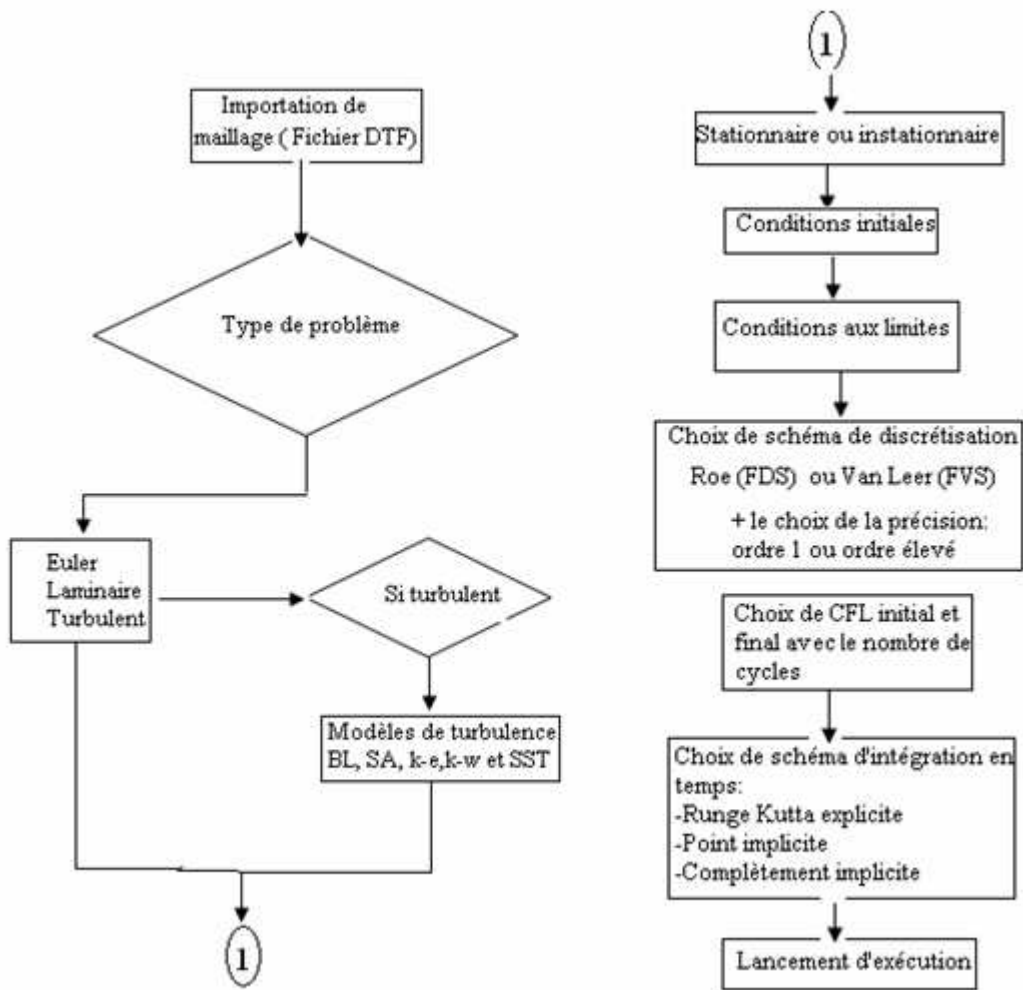 Importation de
maillage ( Fichier DTF)
Type de problème
Euler
Laminaire
Turbulent
Si turbulent
Modèles de turbulence
BL, SA, k-e,k-w et SST
1
1
Stationnaire ou instationnaire
Conditions initiales
Conditions aux limites
Choix de schéma de discrétisation
Roe (FDS) ou Van Leer (FVS)
+ le choix de la précision:
ordre 1 ou ordre élevé
Choix de CFL initial et
final avec le nombre de
cycles
Choix de schéma d'intégration en
temps:
-Runge Kutta explicite
-Point implicite
-Complètement implicite
Lancement d'exécution